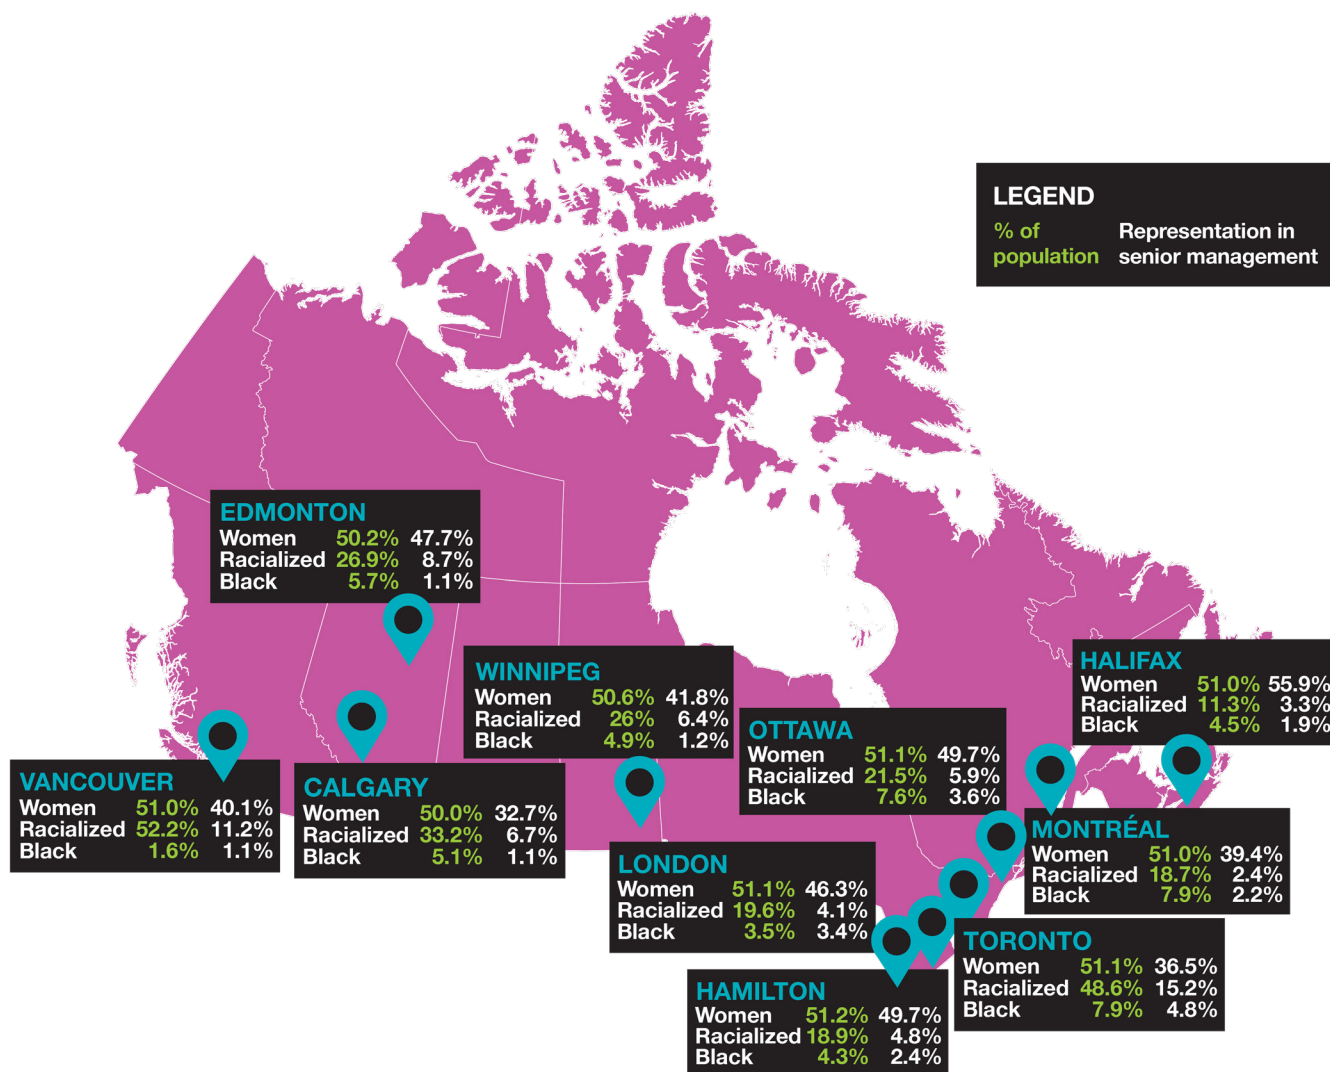 LEGEND
% of population Representation in senior management
EDMONTON
Women 50.2% 47.7%
Racialized 26.9% 8.7%
Black 5.7% 1.1%
WINNIPEG
Women 50.6% 41.8%
Racialized 26% 6.4%
Black 4.9% 1.2%
HALIFAX
Women 51.0% 55.9%
Racialized 11.3% 3.3%
Black 4.5% 1.9%
OTTAWA
Women 51.1% 49.7%
Racialized 21.5% 5.9%
Black 7.6% 3.6%
VANCOUVER
Women 51.0% 40.1%
Racialized 52.2% 11.2%
Black 1.6% 1.1%
CALGARY
Women 50.0% 32.7%
Racialized 33.2% 6.7%
Black 5.1% 1.1%
MONTRÉAL
Women 51.0% 39.4%
Racialized 18.7% 2.4%
Black 7.9% 2.2%
LONDON
Women 51.1% 46.3%
Racialized 19.6% 4.1%
Black 3.5% 3.4%
TORONTO
Women 51.1% 36.5%
Racialized 48.6% 15.2%
Black 7.9% 4.8%
HAMILTON
Women 51.2% 49.7%
Racialized 18.9% 4.8%
Black 4.3% 2.4%